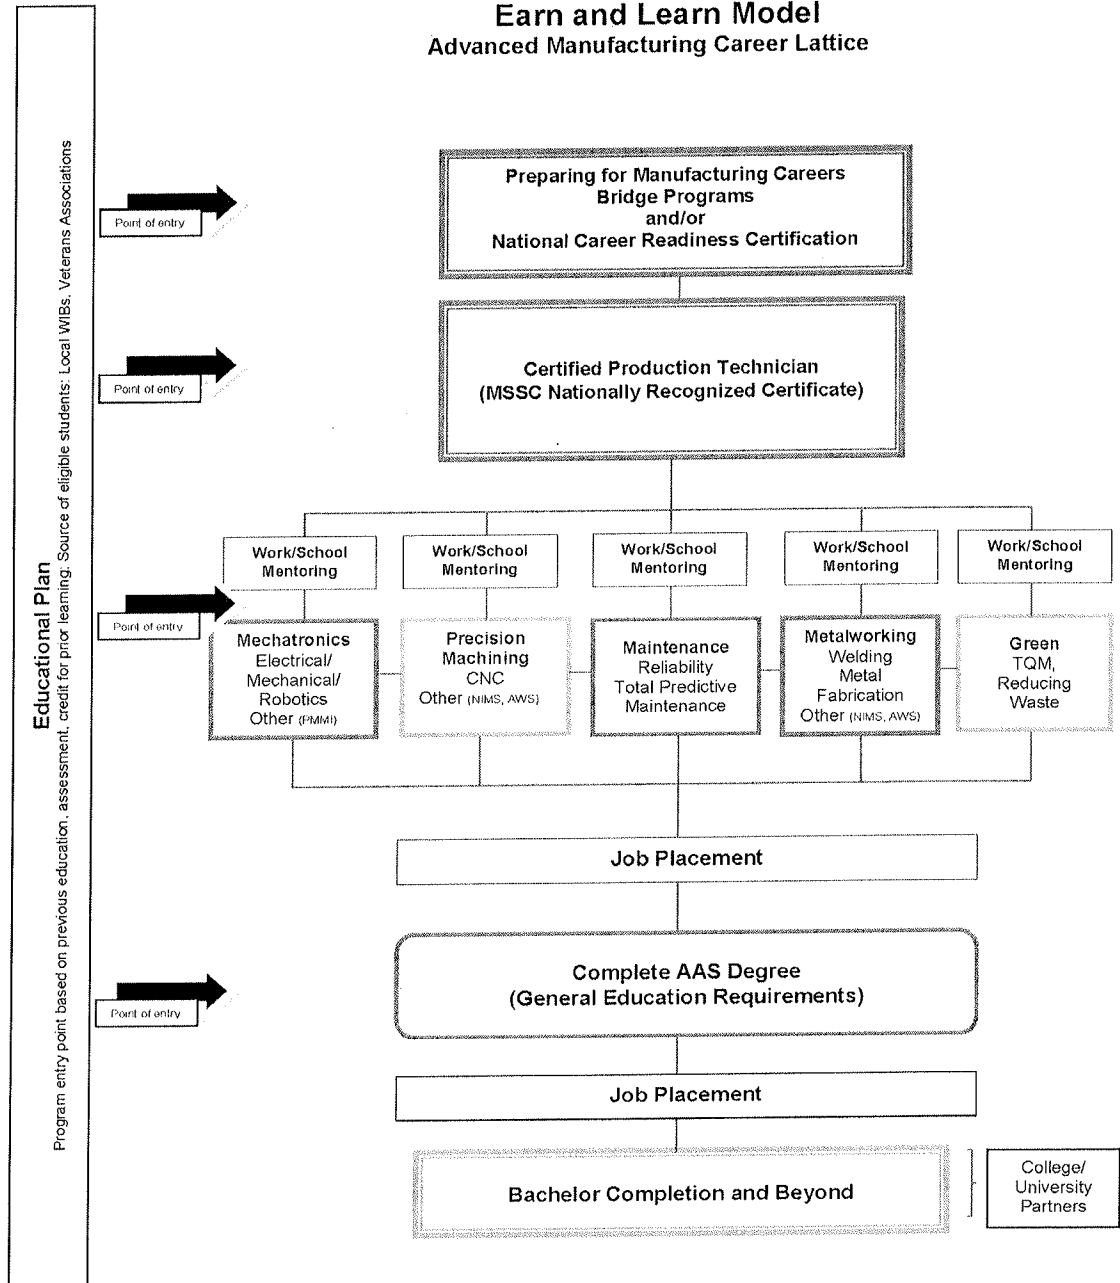 Earn and Learn Model
Advanced Manufacturing Career Lattice
Educational Plan
Program entry point based on previous education, assessment, credit for prior learning; Source of eligible students: Local WIBs, Veterans Associations
Point of entry
Preparing for Manufacturing Careers
Bridge Programs
and/or
National Career Readiness Certification
Point of entry
Certified Production Technician
(MSSC Nationally Recognized Certificate)
Work/School
Mentoring
Work/School
Mentoring
Work/School
Mentoring
Work/School
Mentoring
Work/School
Mentoring
Point of entry
Mechatronics
Electrical/
Mechanical/
Robotics
Other (PMMI)
Precision
Machining
CNC
Other (NIMS, AWS)
Maintenance
Reliability
Total Predictive
Maintenance
Metalworking
Welding
Metal
Fabrication
Other (NIMS, AWS)
Green
TQM,
Reducing
Waste
Job Placement
Point of entry
Complete AAS Degree
(General Education Requirements)
Job Placement
Bachelor Completion and Beyond
College/
University
Partners